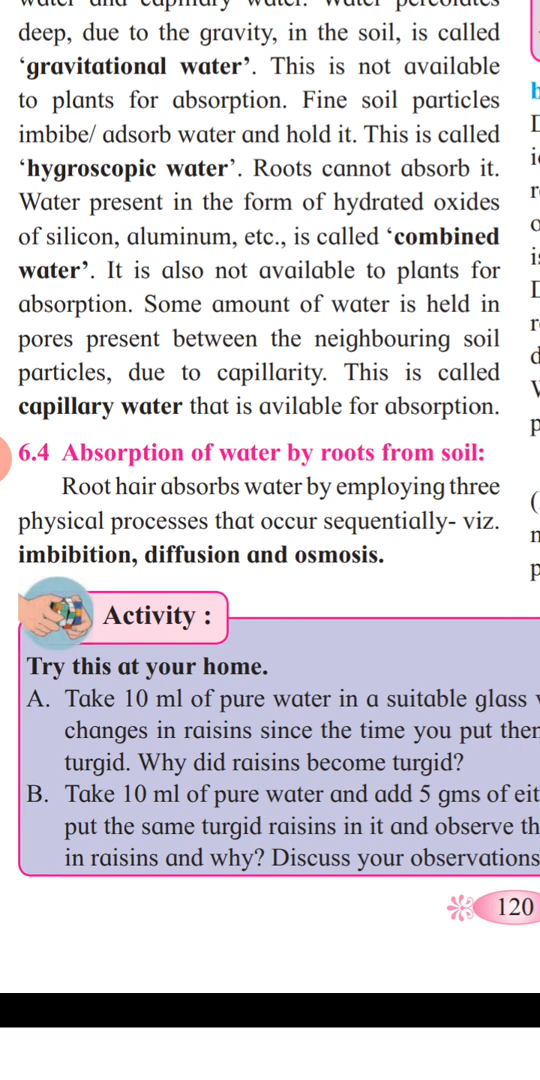 deep, due to the gravity, in the soil, is called
‘gravitational water’. This is not available
to plants for absorption. Fine soil particles
imbibe/ adsorb water and hold it. This is called
‘hygroscopic water’. Roots cannot absorb it.
Water present in the form of hydrated oxides
of silicon, aluminum, etc., is called ‘combined
water’. It is also not available to plants for
absorption. Some amount of water is held in
pores present between the neighbouring soil
particles, due to capillarity. This is called
capillary water that is avilable for absorption.
6.4 Absorption of water by roots from soil:
Root hair absorbs water by employing three
physical processes that occur sequentially- viz.
imbibition, diffusion and osmosis.
Activity :
Try this at your home.
A. Take 10 ml of pure water in a suitable glass
changes in raisins since the time you put
turgid. Why did raisins become turgid?
B. Take 10 ml of pure water and add 5 gms of
put the same turgid raisins in it and observe
in raisins and why? Discuss your observations
120